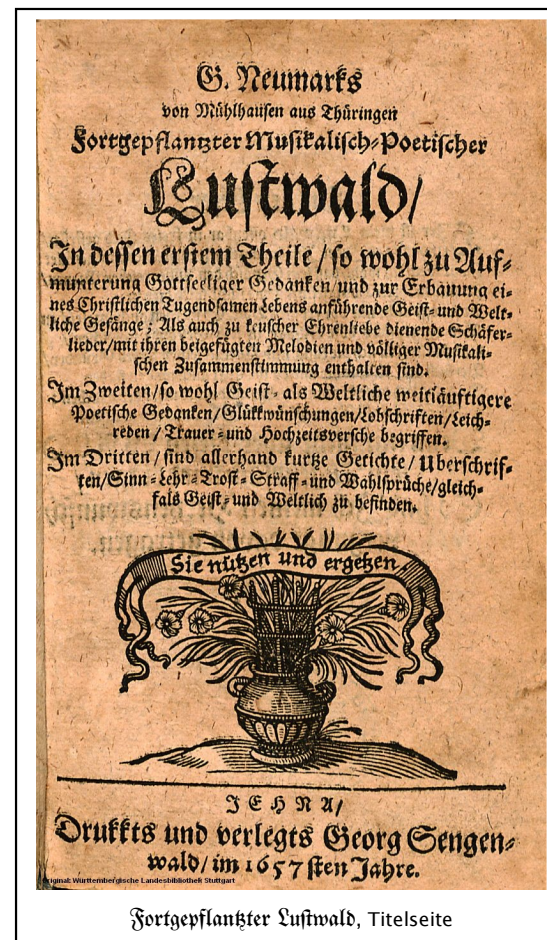 G. Neumarks
von Mühlhausen aus Thüringen
Fortgepflantzter Musikalisch-Poetischer
Lustwald/
In dessen erstem Theile / so wohl zu Auf-
munterung Gottseeliger Gedanken / und zur Erbauung ei-
nes Christlichen Tugendsamen Lebens anführende Geist- und Welt-
liche Gesänge; Als auch zu keuscher Ehrenliebe dienende Schäfer-
lieder/mit ihren beigefügten Melodien und völliger Musikali-
schen Zusammenstimmung enthalten sind.
Im Zweiten/so wohl Geist- als Weltliche weitläuftigere
Poetische Gedanken/Glükkwünschungen/Lobschriften/Leich-
reden / Trauer- und Hochzeitsversche begriffen.
Im Dritten / sind allerhand kurtze Getichte / Uberschrif-
ten/Sinn-Lehr-Trost-Straff-und Wahlsprüche/gleich-
fals Geist- und Weltlich zu befinden.
Sie nützen und ergetzen
JEHNA/
Drukkts und verlegts Georg Sengen-
wald/ im 1657sten Jahre.
Original: Württembergische Landesbibliothek Stuttgart
Fortgepflantzter Lustwald, Titelseite